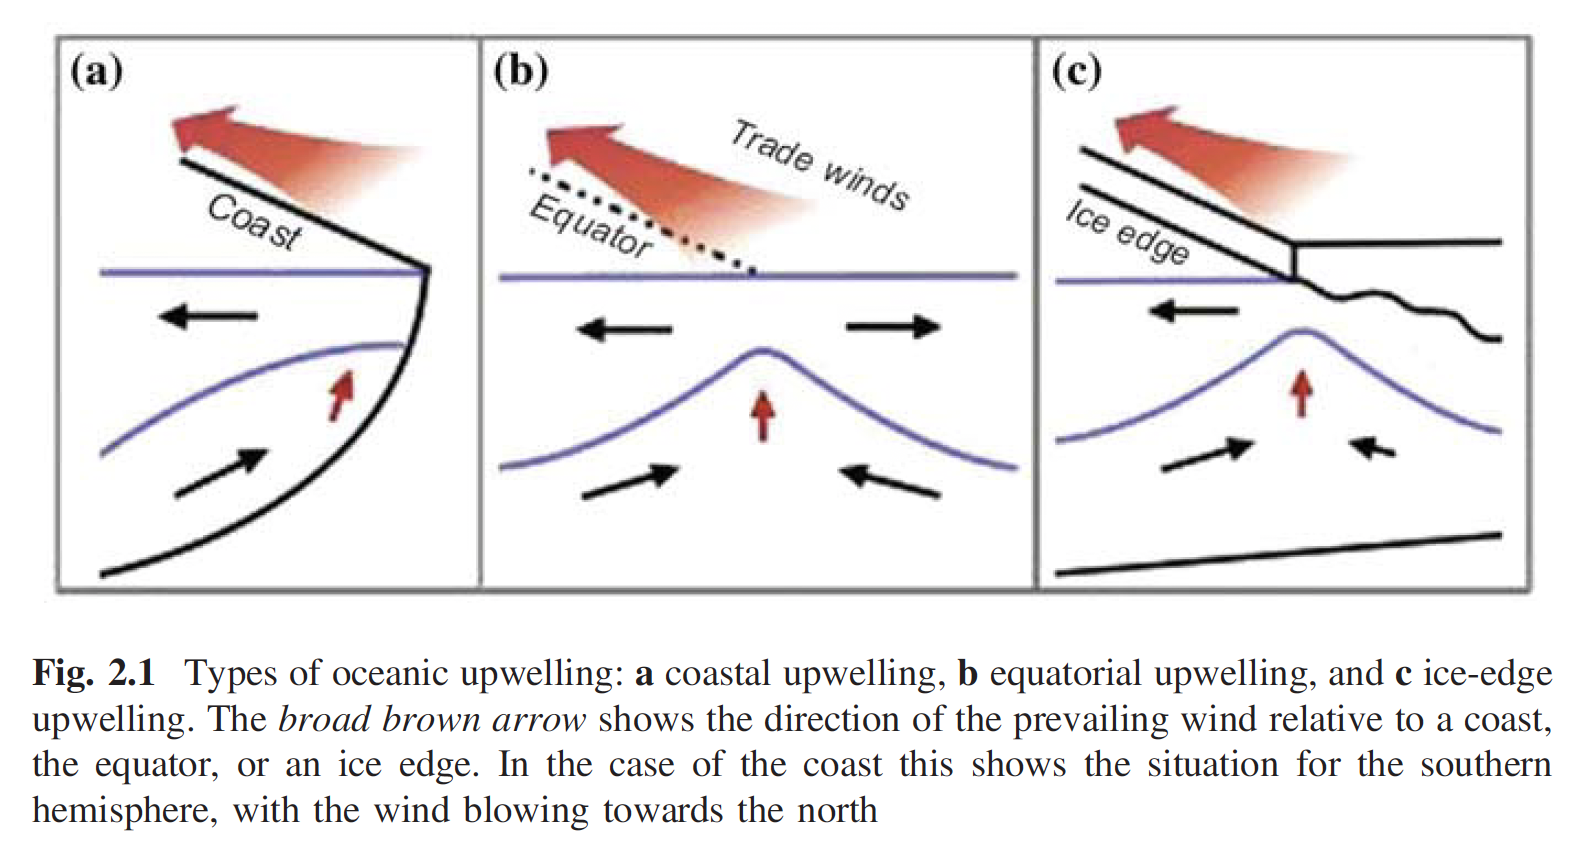 (a)
Coast
(b)
Trade winds
Equator
(c)
Ice edge
Fig. 2.1 Types of oceanic upwelling: a coastal upwelling, b equatorial upwelling, and c ice-edge
upwelling. The broad brown arrow shows the direction of the prevailing wind relative to a coast,
the equator, or an ice edge. In the case of the coast this shows the situation for the southern
hemisphere, with the wind blowing towards the north